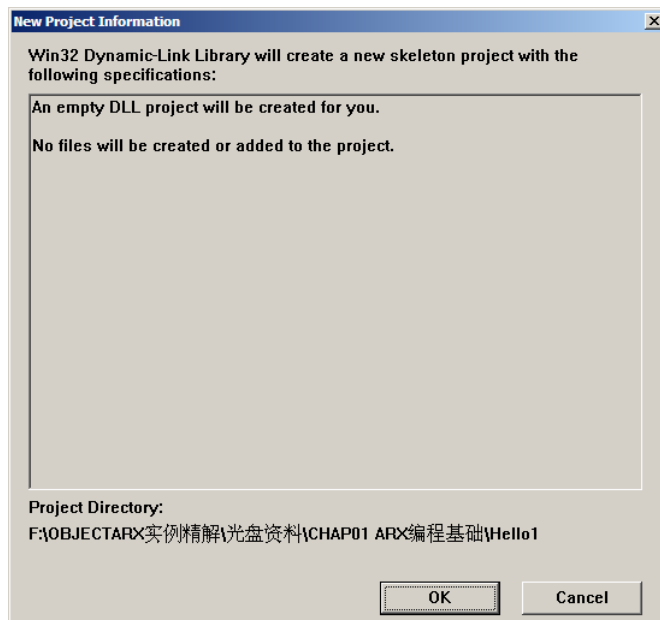 New Project Information
Win32 Dynamic-Link Library will create a new skeleton project with the
following specifications:
An empty DLL project will be created for you.
No files will be created or added to the project.
Project Directory:
F:\OBJECTARX实例精解\光盘资料\CHAP01 ARX编程基础\Hello1
OK
Cancel